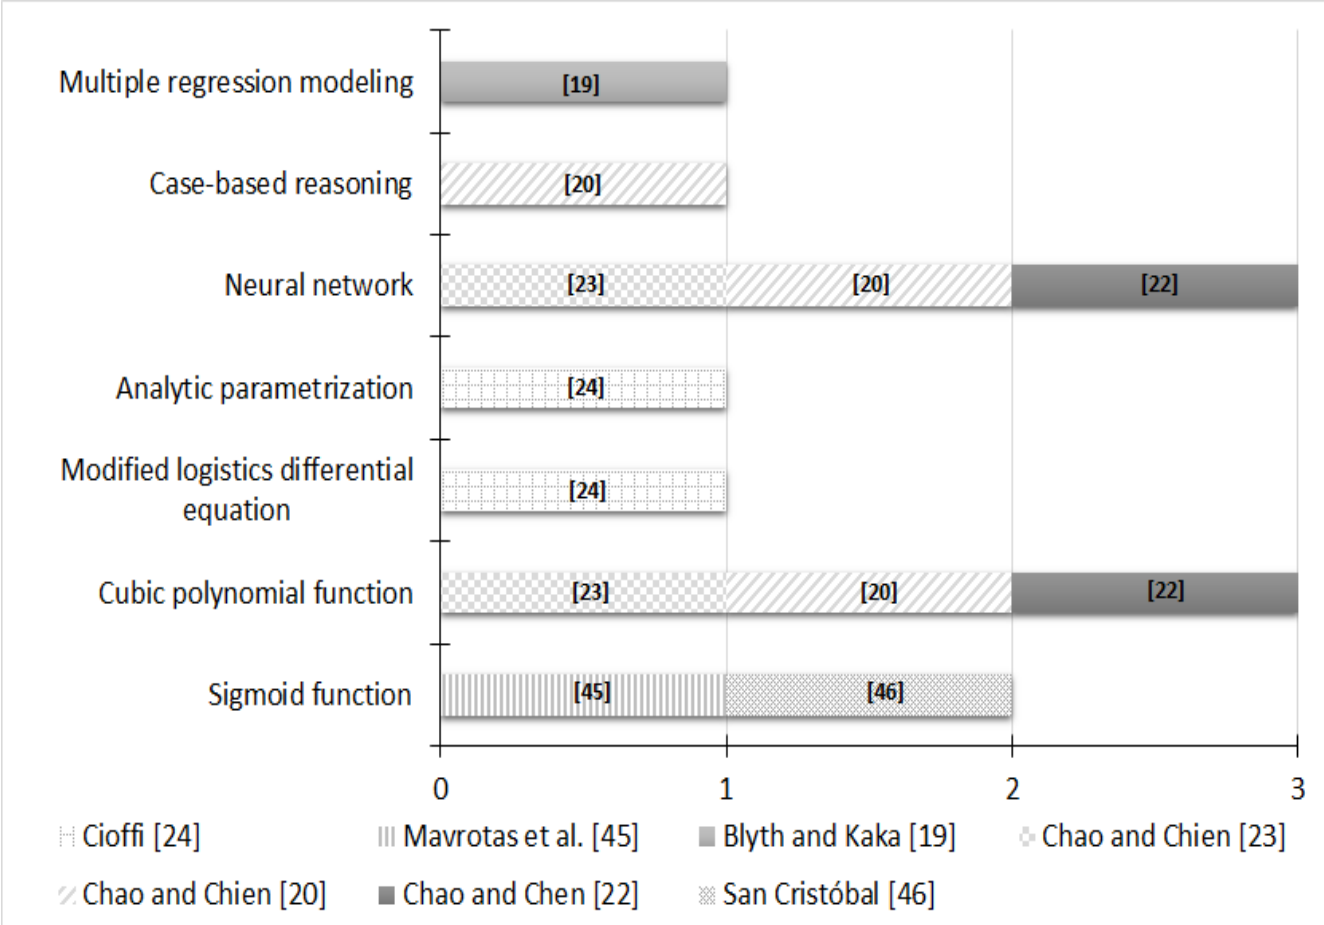 Multiple regression modeling [19]
Case-based reasoning [20]
Neural network [23] [20] [22]
Analytic parametrization [24]
Modified logistics differential
equation [24]
Cubic polynomial function [23] [20] [22]
Sigmoid function [45] [46]
0 1 2 3
Cioffi [24] Mavrotas et al. [45] Blyth and Kaka [19] Chao and Chien [23]
Chao and Chien [20] Chao and Chen [22] San Cristóbal [46]